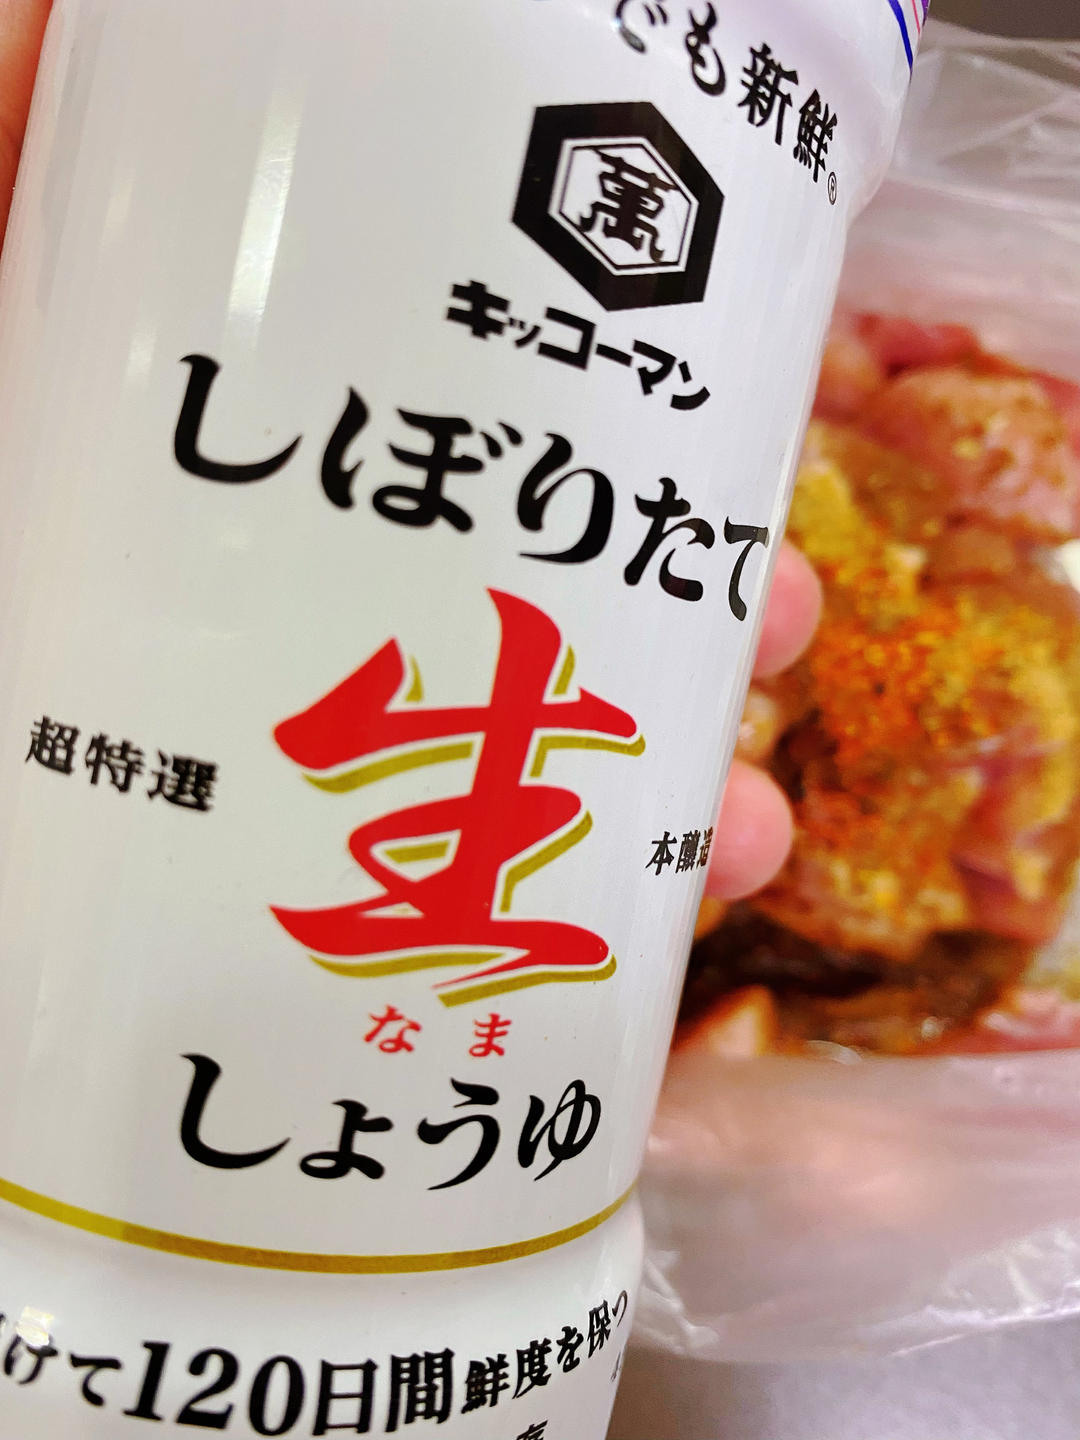 でも新鮮®
萬
キッコーマン
しぼりたて
超特選
生
本醸造
なま
しょうゆ
けて120日間鮮度を保つ